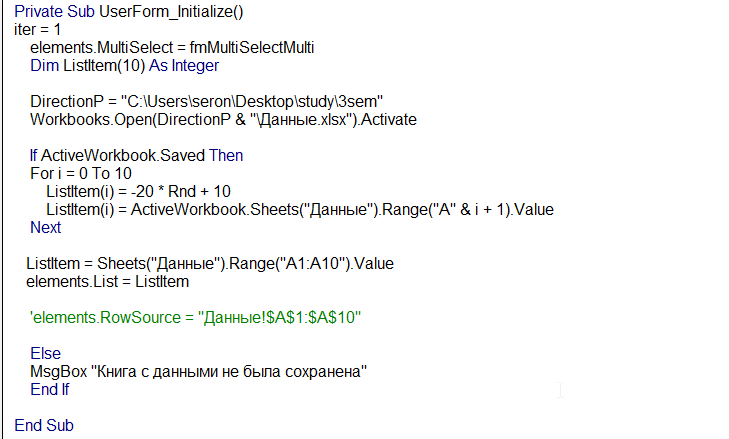 Private Sub UserForm_Initialize()
iter = 1
elements.MultiSelect = fmMultiSelectMulti
Dim ListItem(10) As Integer
DirectionP = "C:\Users\seron\Desktop\study\3sem"
Workbooks.Open(DirectionP & "\Данные.xlsx").Activate
If ActiveWorkbook.Saved Then
For i = 0 To 10
ListItem(i) = -20 * Rnd + 10
ListItem(i) = ActiveWorkbook.Sheets("Данные").Range("A" & i + 1).Value
Next
ListItem = Sheets("Данные").Range("A1:A10").Value
elements.List = ListItem
'elements.RowSource = "Данные!$A$1:$A$10"
Else
MsgBox "Книга с данными не была сохранена"
End If
End Sub